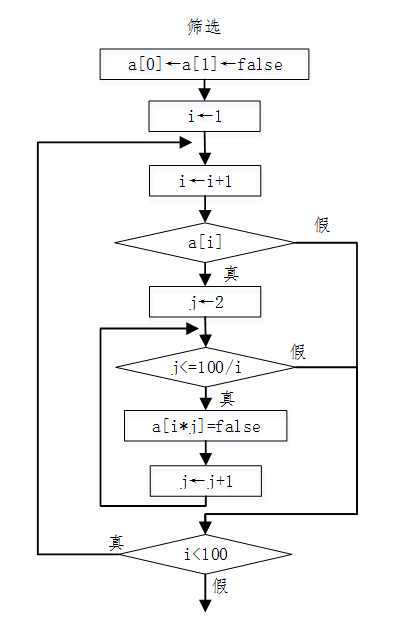 筛选
a[0]←a[1]←false
i←1
i←i+1
a[i]
假
真
j←2
j<=100/i
假
真
a[i*j]=false
j←j+1
真
i<100
假